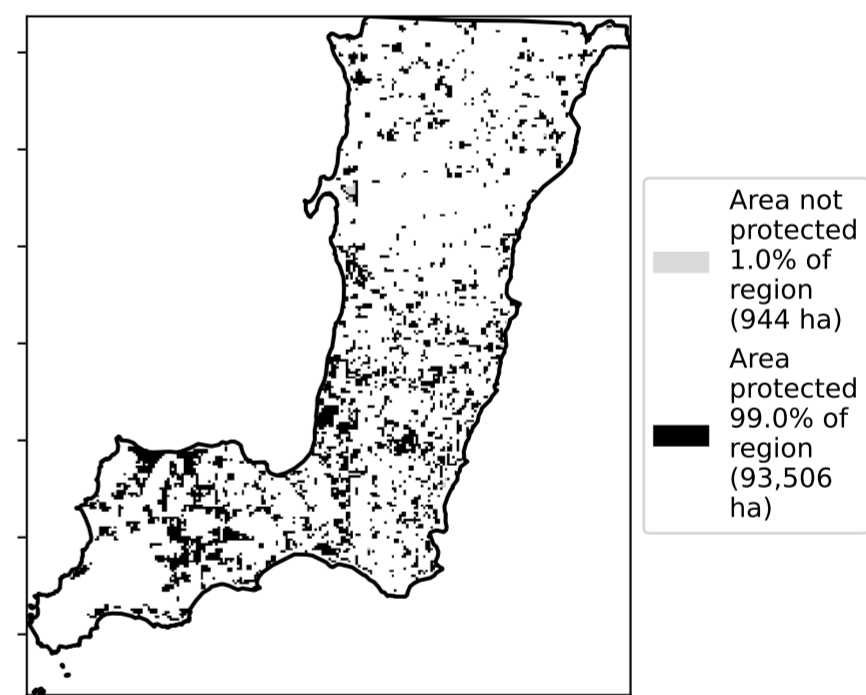 Area not
protected
1.0% of
region
(944 ha)
Area
protected
99.0% of
region
(93,506
ha)